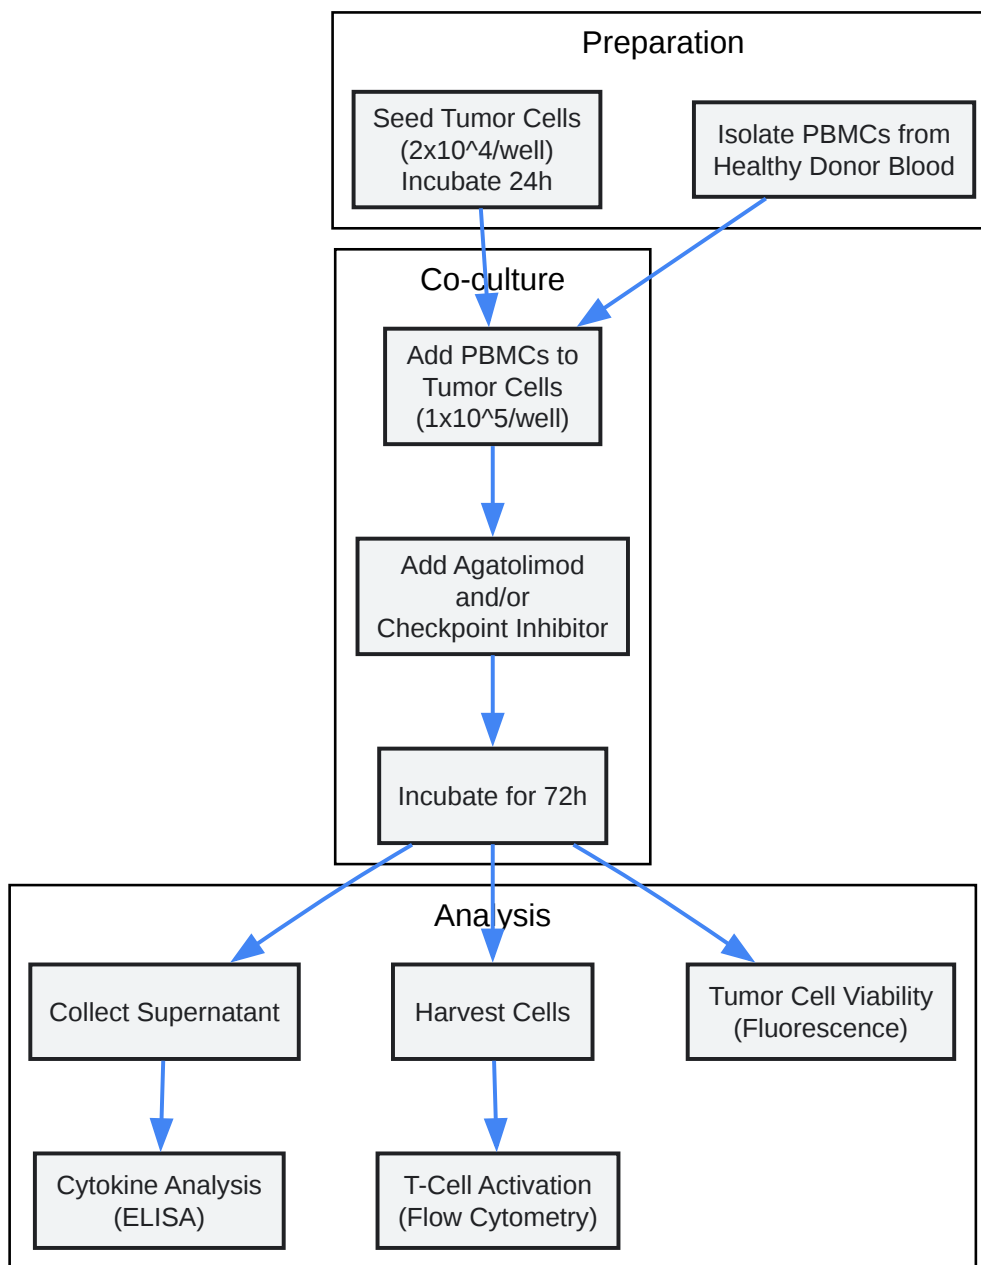 Preparation
Seed Tumor Cells
(2x10^4/well)
Incubate 24h
Isolate PBMCs from
Healthy Donor Blood
Co-culture
Add PBMCs to
Tumor Cells
(1x10^5/well)
Add Agatolimod
and/or
Checkpoint Inhibitor
Incubate for 72h
Analysis
Collect Supernatant
Harvest Cells
Tumor Cell Viability
(Fluorescence)
Cytokine Analysis
(ELISA)
T-Cell Activation
(Flow Cytometry)